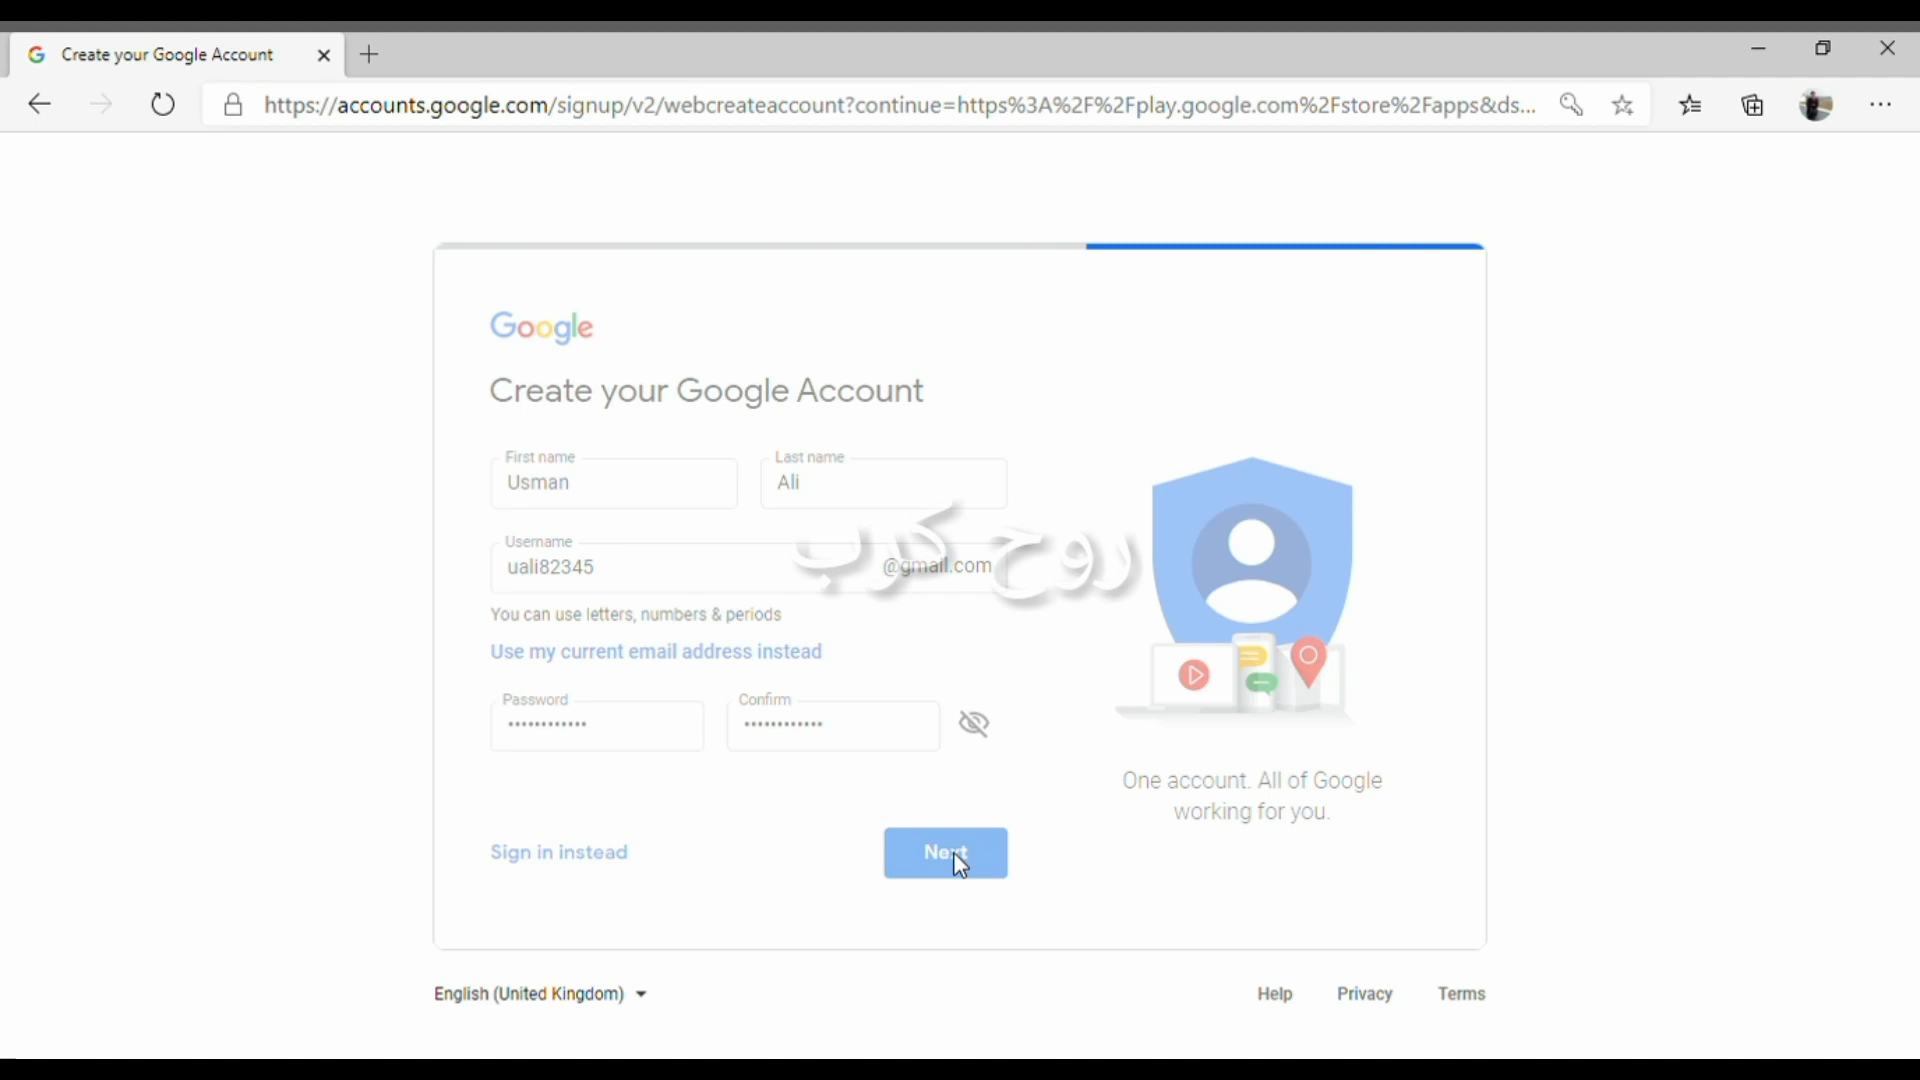 Create your Google Account
https://accounts.google.com/signup/v2/webcreateaccount?continue=https%3A%2F%2Fplay.google.com%2Fstore%2Fapps&ds...
Google
Create your Google Account
First name
Last name
Usman
Ali
روح کرب
Username
uali82345
@gmail.com
You can use letters, numbers & periods
Use my current email address instead
Password
Confirm
••••••••••••
••••••••••••
One account. All of Google
working for you.
Sign in instead
Next
English (United Kingdom)
Help
Privacy
Terms